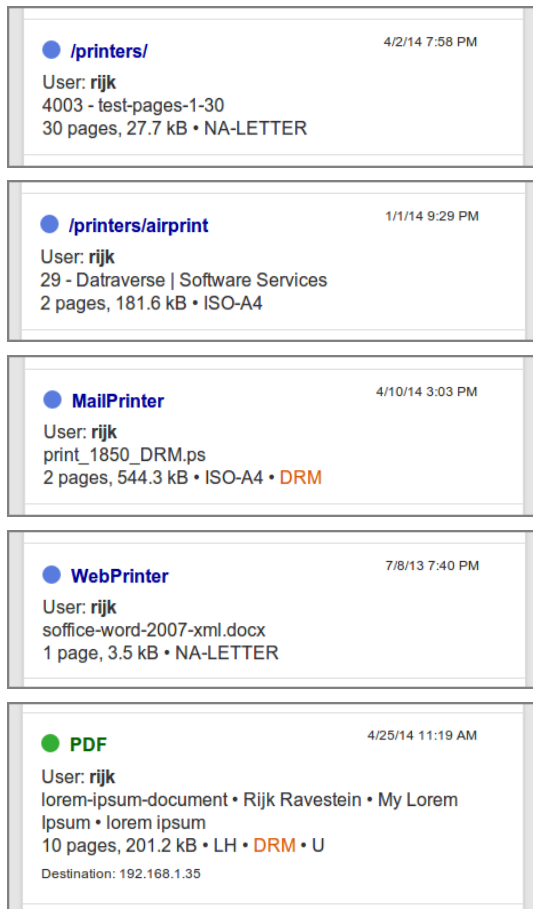 /printers/ 4/2/14 7:58 PM
User: rijk
4003 - test-pages-1-30
30 pages, 27.7 kB • NA-LETTER
/printers/airprint 1/1/14 9:29 PM
User: rijk
29 - Datraverse | Software Services
2 pages, 181.6 kB • ISO-A4
MailPrinter 4/10/14 3:03 PM
User: rijk
print_1850_DRM.ps
2 pages, 544.3 kB • ISO-A4 • DRM
WebPrinter 7/8/13 7:40 PM
User: rijk
soffice-word-2007-xml.docx
1 page, 3.5 kB • NA-LETTER
PDF 4/25/14 11:19 AM
User: rijk
lorem-ipsum-document • Rijk Ravestein • My Lorem
Ipsum • lorem ipsum
10 pages, 201.2 kB • LH • DRM • U
Destination: 192.168.1.35